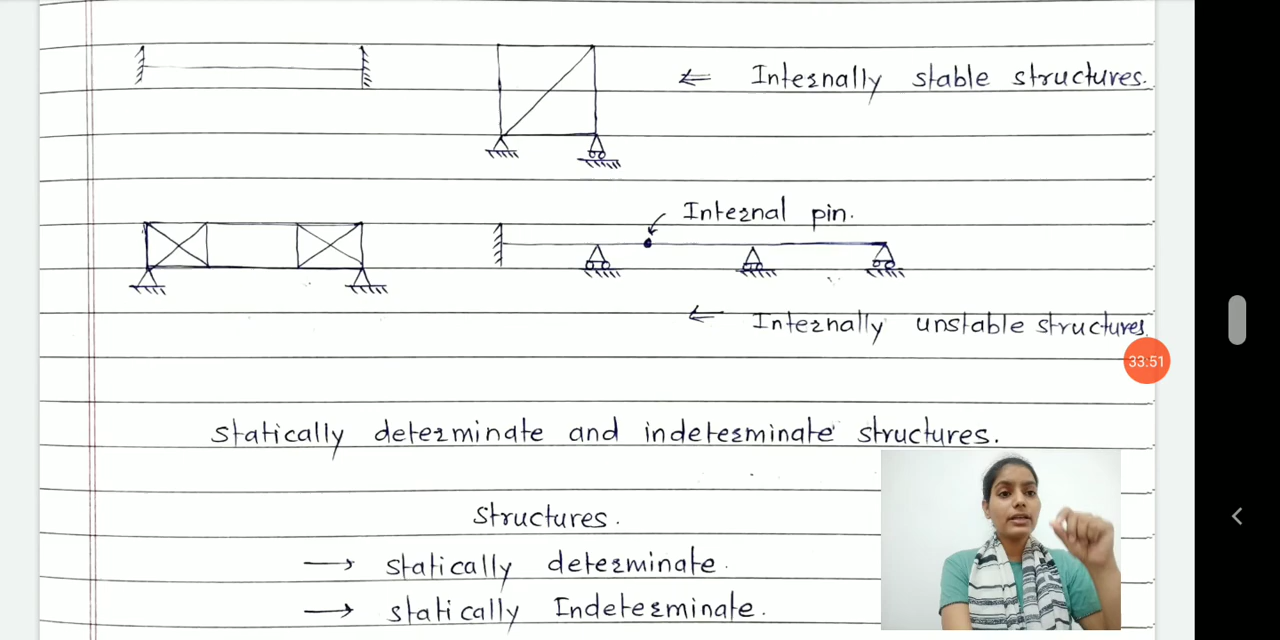 ← Internally stable structures.
Internal pin.
← Internally unstable structures.
33:51
Statically determinate and indeterminate structures.
Structures.
→ statically determinate.
→ statically Indeterminate.